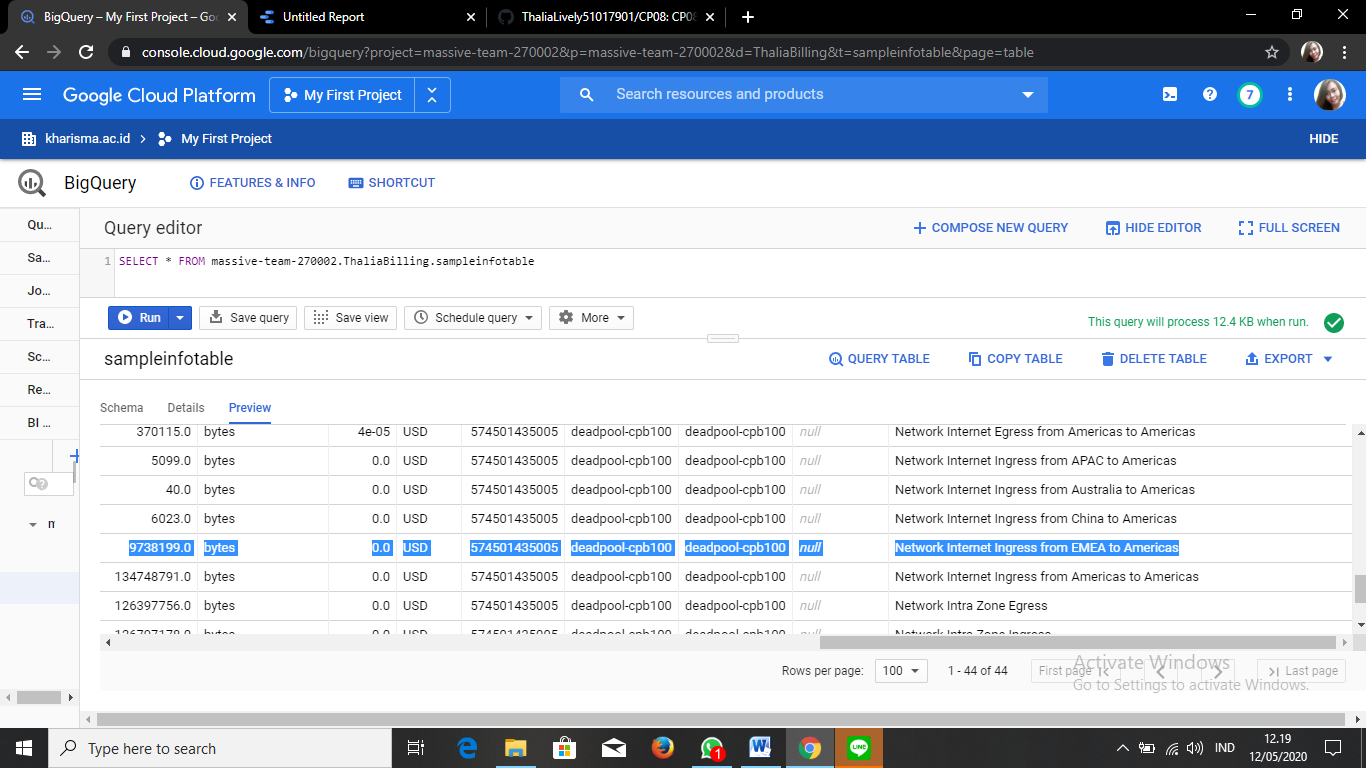 BigQuery – My First Project – Goo
Untitled Report
ThaliaLively51017901/CP08: CP08
console.cloud.google.com/bigquery?project=massive-team-270002&p=massive-team-270002&d=ThaliaBilling&t=sampleinfotable&page=table
Google Cloud Platform
My First Project
Search resources and products
7
kharisma.ac.id
My First Project
HIDE
BigQuery
FEATURES & INFO
SHORTCUT
Qu...
Sa...
Jo...
Tra...
Sc...
Re...
BI ...
Query editor
COMPOSE NEW QUERY
HIDE EDITOR
FULL SCREEN
1 SELECT * FROM massive-team-270002.ThaliaBilling.sampleinfotable
Run
Save query
Save view
Schedule query
More
This query will process 12.4 KB when run.
sampleinfotable
QUERY TABLE
COPY TABLE
DELETE TABLE
EXPORT
Schema Details Preview
370115.0 bytes 4e-05 USD 574501435005 deadpool-cpb100 deadpool-cpb100 null Network Internet Egress from Americas to Americas
5099.0 bytes 0.0 USD 574501435005 deadpool-cpb100 deadpool-cpb100 null Network Internet Ingress from APAC to Americas
40.0 bytes 0.0 USD 574501435005 deadpool-cpb100 deadpool-cpb100 null Network Internet Ingress from Australia to Americas
6023.0 bytes 0.0 USD 574501435005 deadpool-cpb100 deadpool-cpb100 null Network Internet Ingress from China to Americas
9738199.0 bytes 0.0 USD 574501435005 deadpool-cpb100 deadpool-cpb100 null Network Internet Ingress from EMEA to Americas
134748791.0 bytes 0.0 USD 574501435005 deadpool-cpb100 deadpool-cpb100 null Network Internet Ingress from Americas to Americas
126397756.0 bytes 0.0 USD 574501435005 deadpool-cpb100 deadpool-cpb100 null Network Intra Zone Egress
bytes 0.0 USD 574501435005 deadpool-cpb100 deadpool-cpb100 null Network Intra Zone Ingress
Rows per page: 100 1 - 44 of 44 First page Last page
Activate Windows
Go to Settings to activate Windows.
Type here to search
1
IND
12.19
12/05/2020